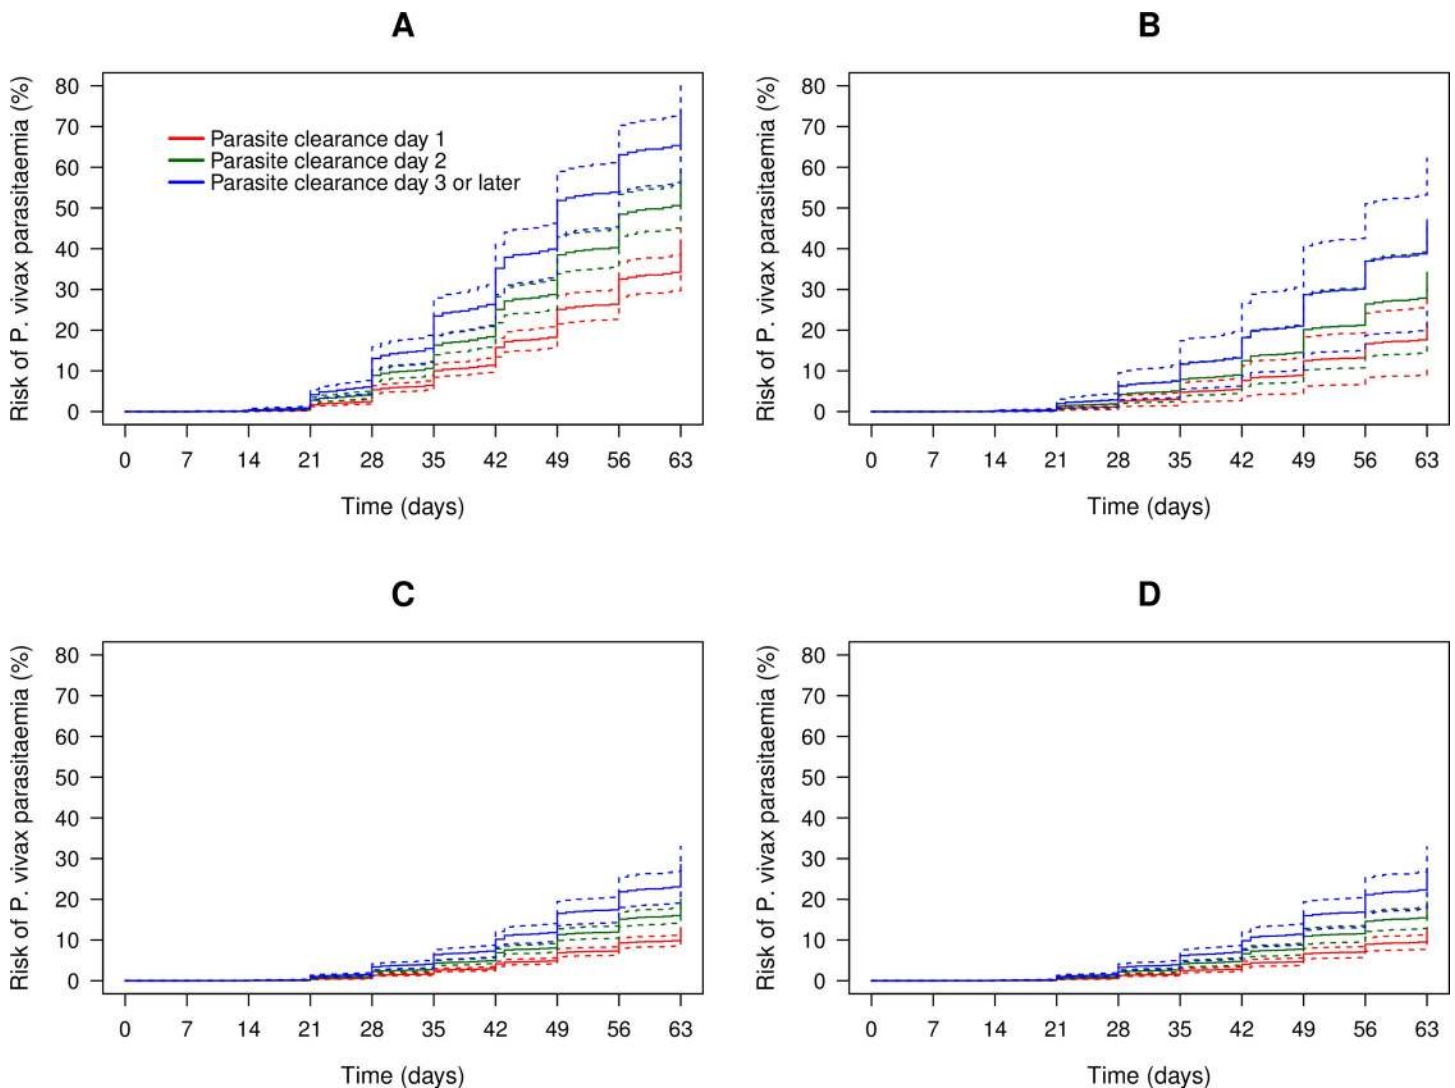 A
Risk of P. vivax parasitaemia (%)
80
70
60
50
40
30
20
10
0
Parasite clearance day 1
Parasite clearance day 2
Parasite clearance day 3 or later
0 7 14 21 28 35 42 49 56 63
Time (days)
B
Risk of P. vivax parasitaemia (%)
80
70
60
50
40
30
20
10
0
0 7 14 21 28 35 42 49 56 63
Time (days)
C
Risk of P. vivax parasitaemia (%)
80
70
60
50
40
30
20
10
0
0 7 14 21 28 35 42 49 56 63
Time (days)
D
Risk of P. vivax parasitaemia (%)
80
70
60
50
40
30
20
10
0
0 7 14 21 28 35 42 49 56 63
Time (days)